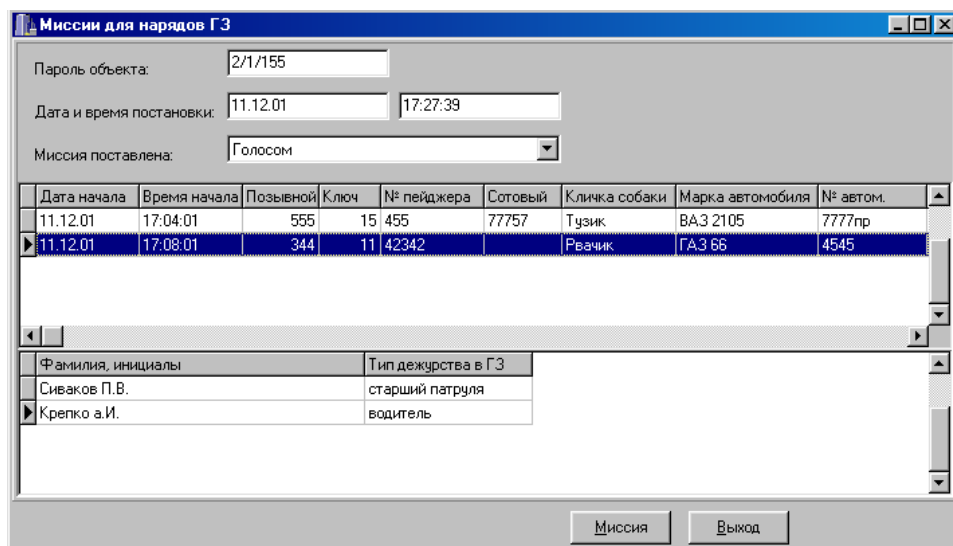 Миссии для нарядов ГЗ
Пароль объекта: 2/1/155
Дата и время постановки: 11.12.01 17:27:39
Миссия поставлена: Голосом
Дата начала Время начала Позывной Ключ № пейджера Сотовый Кличка собаки Марка автомобиля № автом.
11.12.01 17:04:01 555 15 455 77757 Тузик ВАЗ 2105 7777пр
11.12.01 17:08:01 344 11 42342 Рвачик ГАЗ 66 4545
Фамилия, инициалы Тип дежурства в ГЗ
Сиваков П.В. старший патруля
Крепко а.И. водитель
Миссия Выход